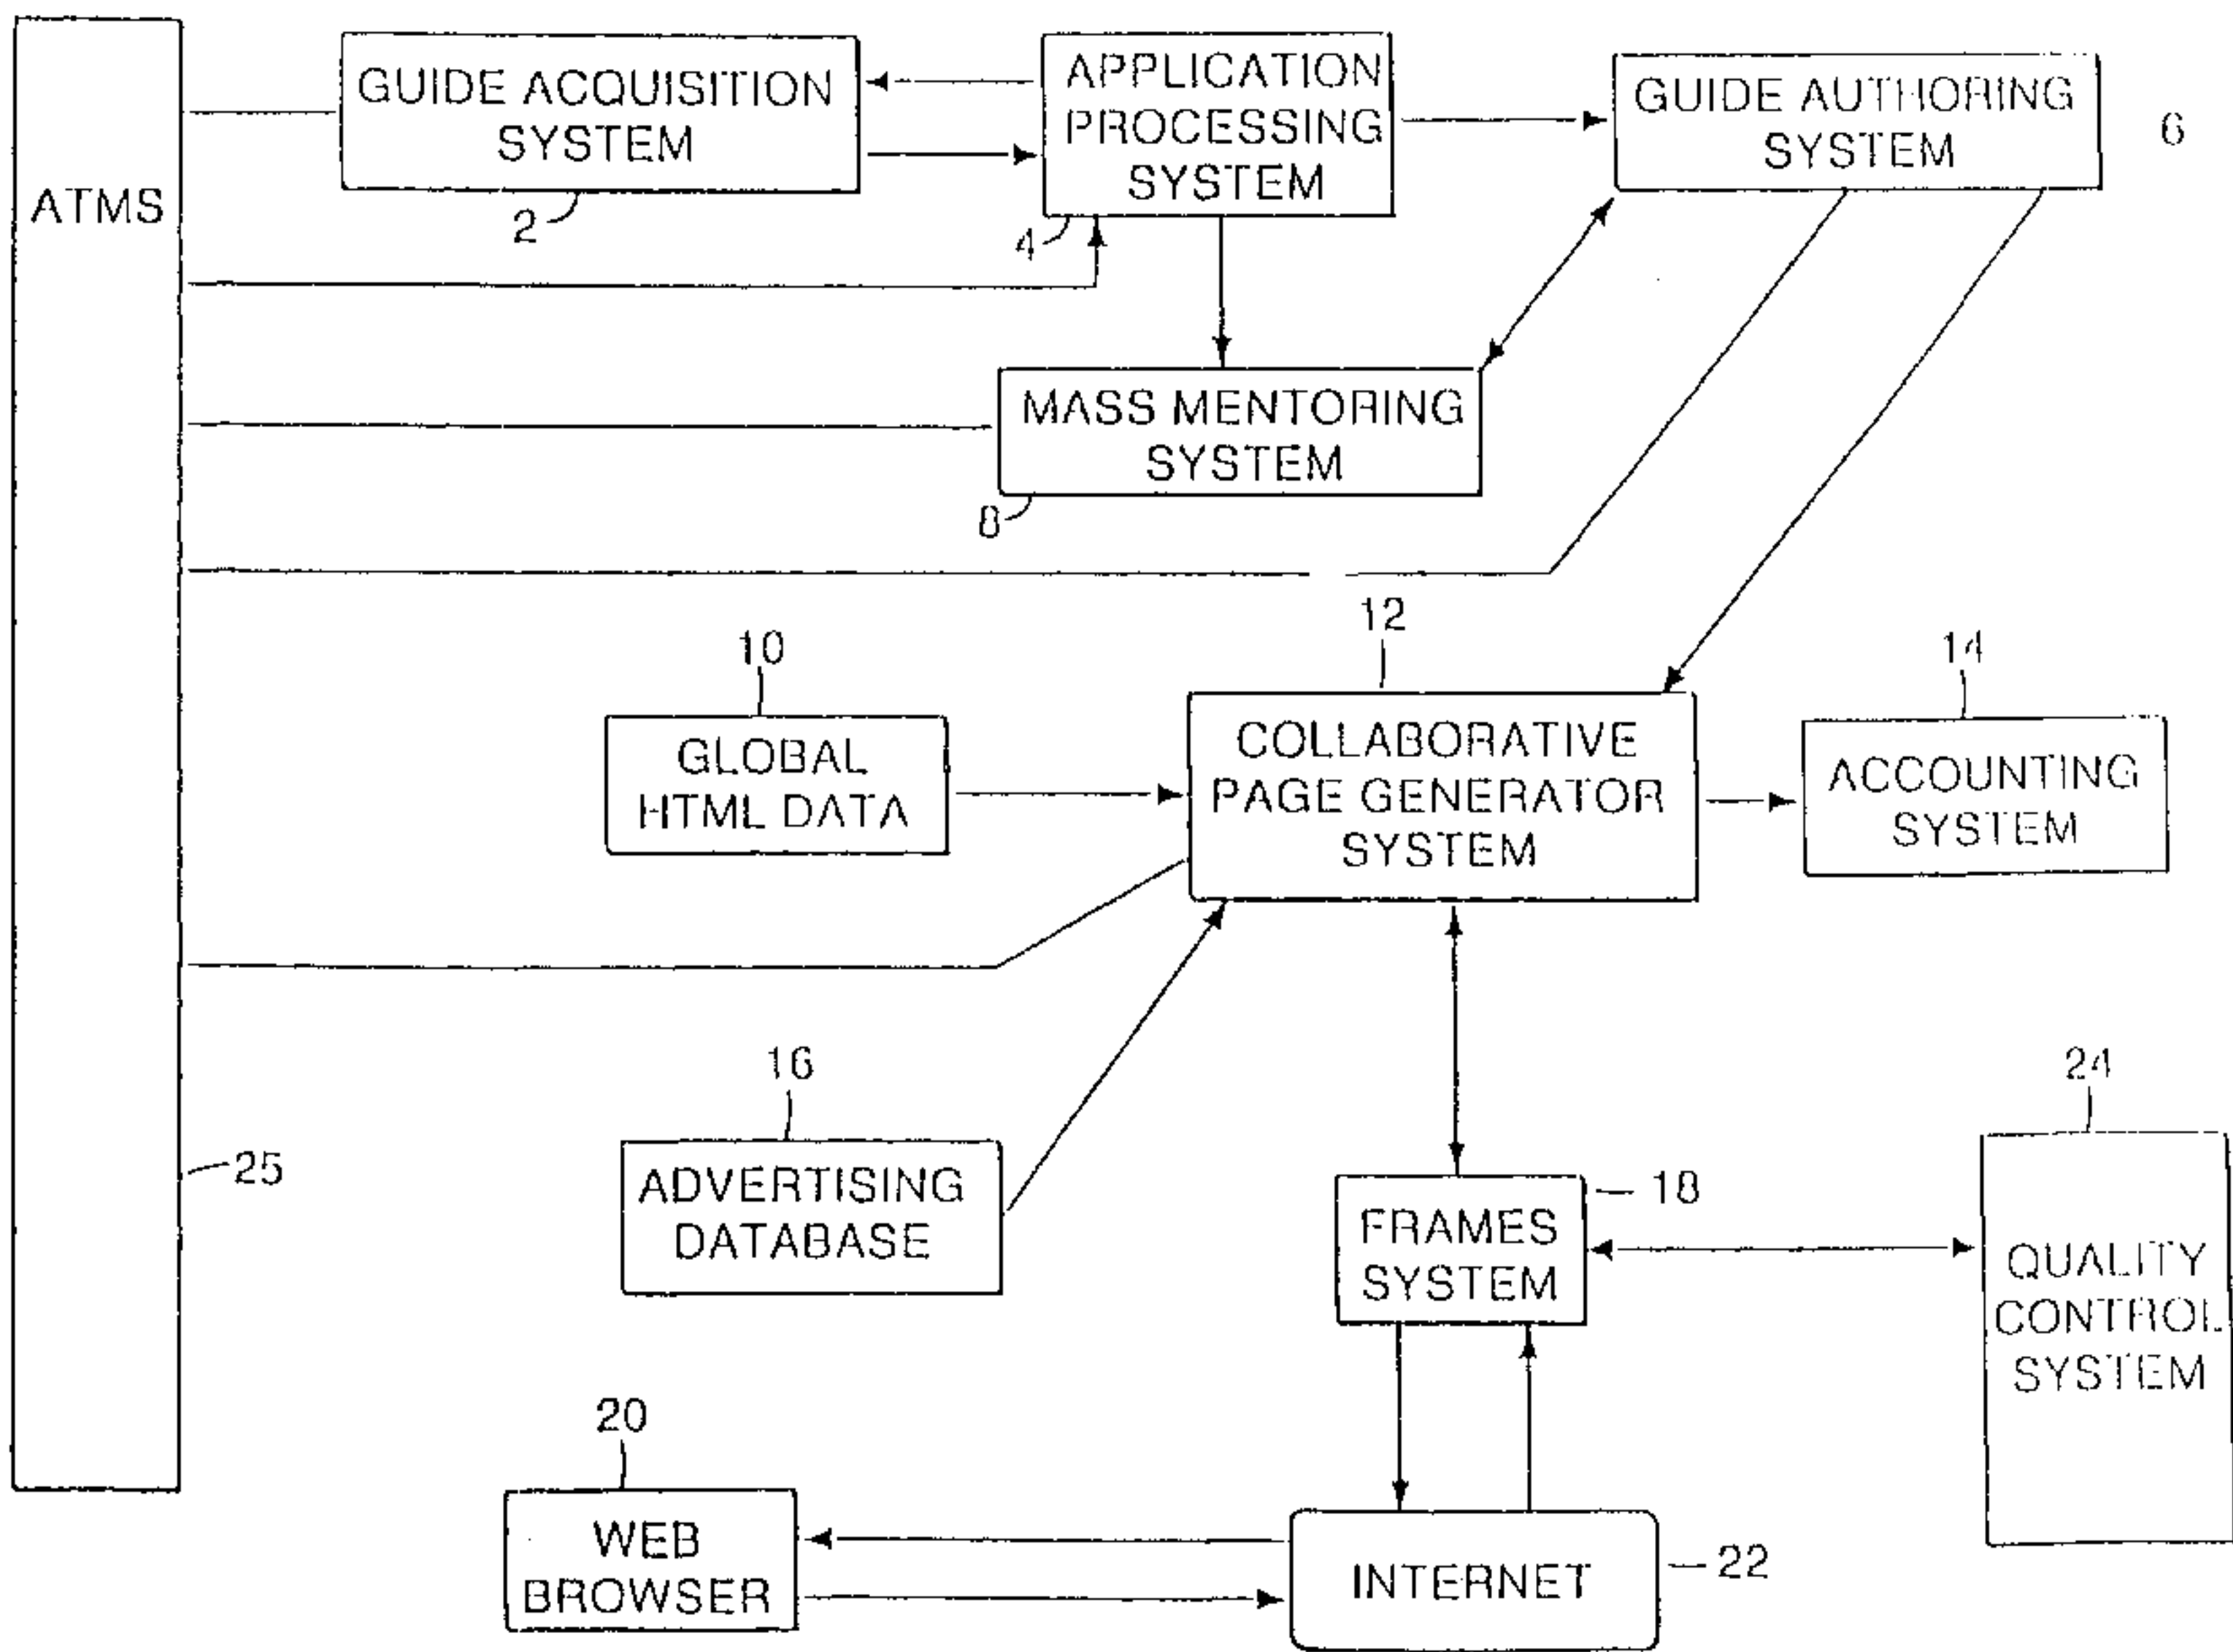 ATMS
25
GUIDE ACQUISITION
SYSTEM
2
APPLICATION
PROCESSING
SYSTEM
4
GUIDE AUTHORING
SYSTEM
6
MASS MENTORING
SYSTEM
8
10
GLOBAL
HTML DATA
12
COLLABORATIVE
PAGE GENERATOR
SYSTEM
14
ACCOUNTING
SYSTEM
16
ADVERTISING
DATABASE
18
FRAMES
SYSTEM
24
QUALITY
CONTROL
SYSTEM
20
WEB
BROWSER
INTERNET
22